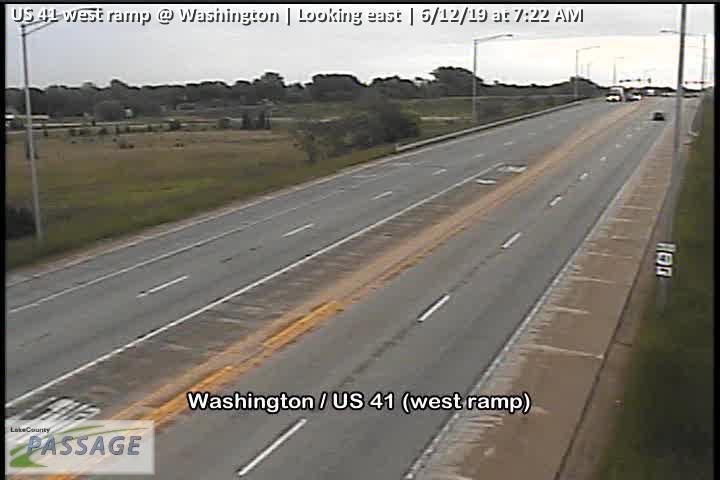 US 41 west ramp @ Washington | Looking east | 6/12/19 at 7:22 AM
Washington / US 41 (west ramp)
LakeCounty
PASSAGE